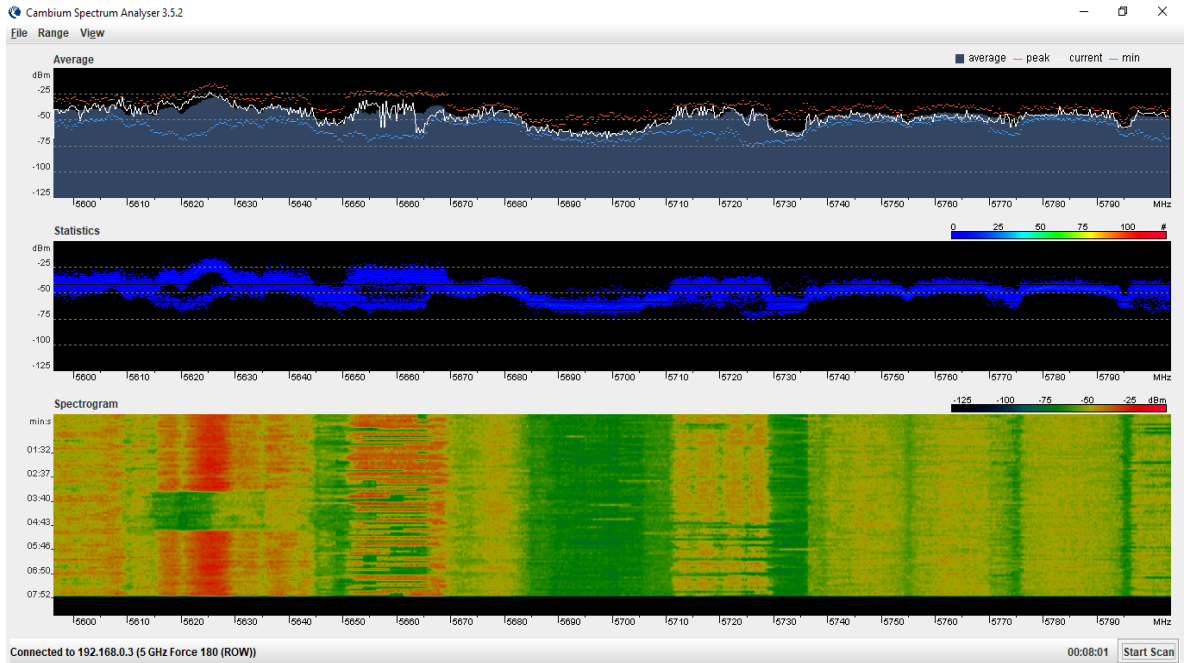 Cambium Spectrum Analyser 3.5.2
File Range View
Average
average peak current min
dBm
-25
-50
-75
-100
-125
5600 5610 5620 5630 5640 5650 5660 5670 5680 5690 5700 5710 5720 5730 5740 5750 5760 5770 5780 5790 MHz
Statistics
0 25 50 75 100 #
dBm
-25
-50
-75
-100
-125
5600 5610 5620 5630 5640 5650 5660 5670 5680 5690 5700 5710 5720 5730 5740 5750 5760 5770 5780 5790 MHz
Spectrogram
-125 -100 -75 -50 -25 dBm
min:s
01:32
02:37
03:40
04:43
05:46
06:50
07:52
5600 5610 5620 5630 5640 5650 5660 5670 5680 5690 5700 5710 5720 5730 5740 5750 5760 5770 5780 5790 MHz
Connected to 192.168.0.3 (5 GHz Force 180 (ROW)) 00:08:01 Start Scan